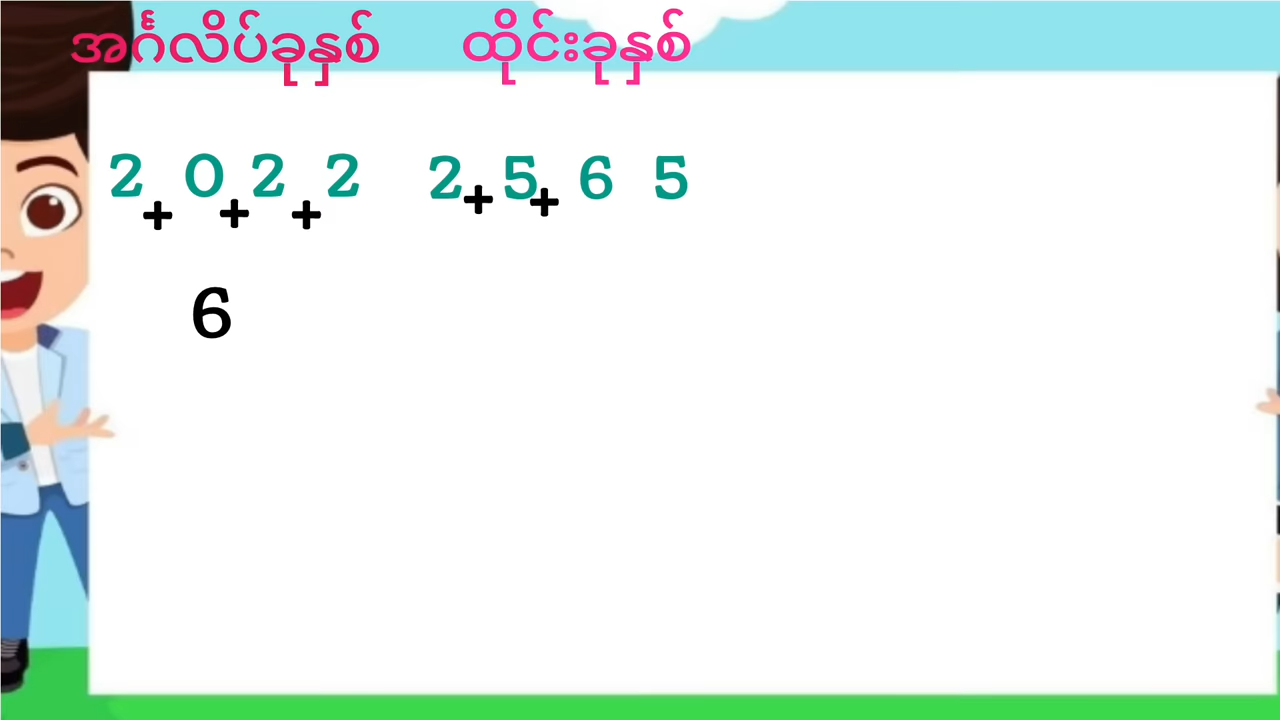 အင်္ဂလိပ်ခုနှစ် ထိုင်းခုနှစ်
2 + 0 + 2 + 2 2 + 5 + 6 5
6